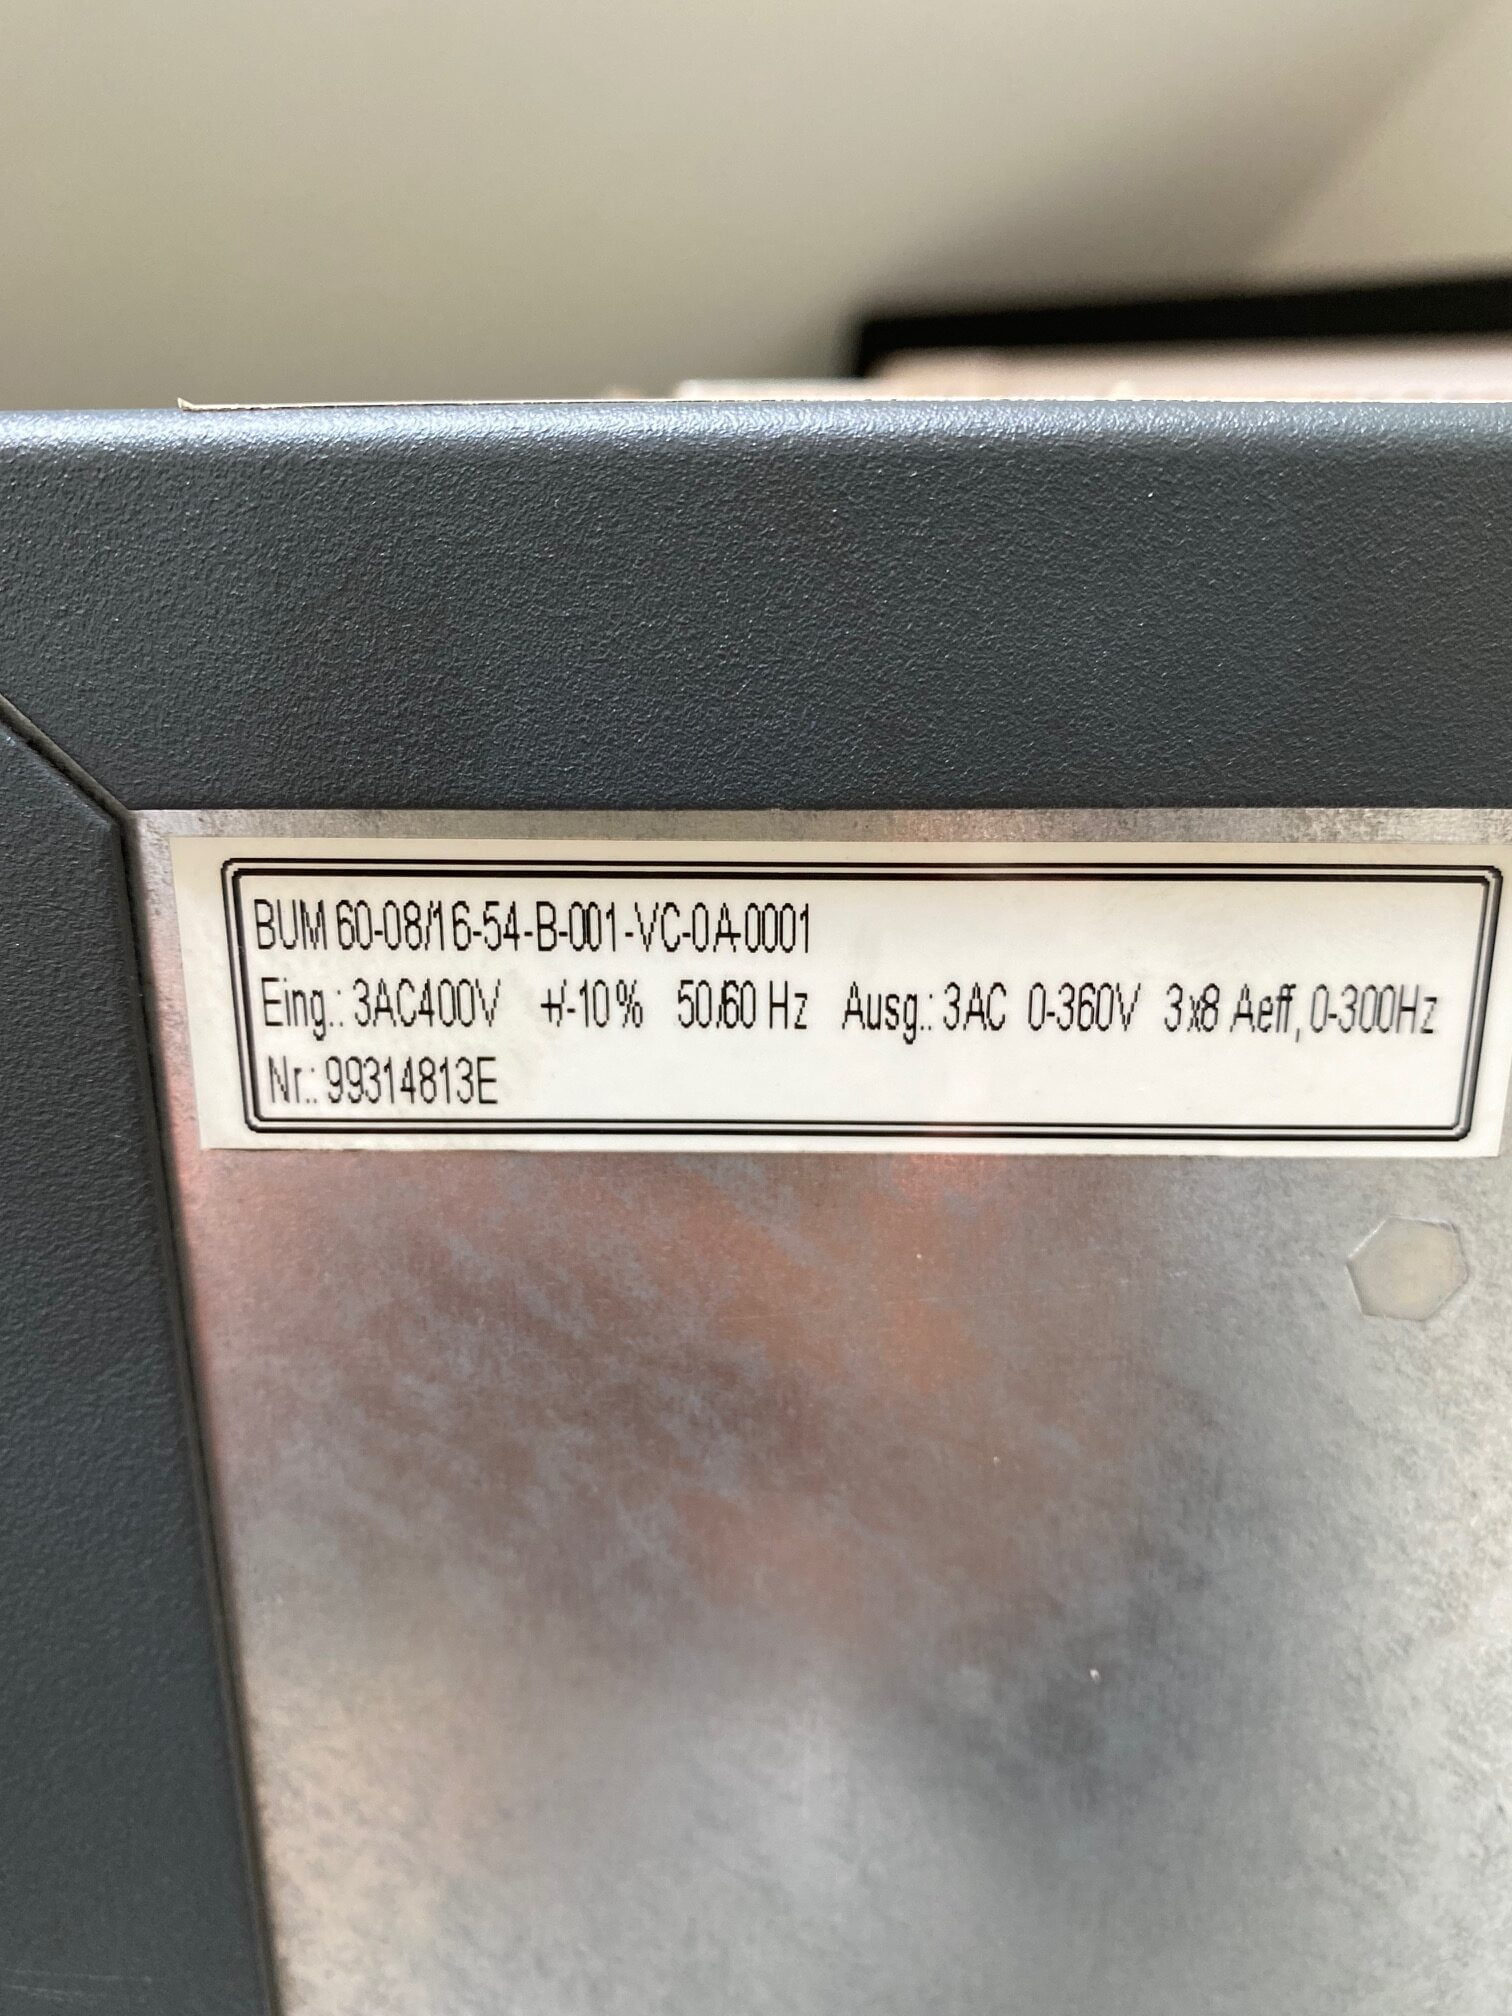 BUM 60-08/16-54-B-001-VC-0A-0001
Eing.: 3AC400V +/-10% 50/60 Hz Ausg.: 3AC 0-360V 3x8 Aeff, 0-300Hz
Nr.: 99314813E